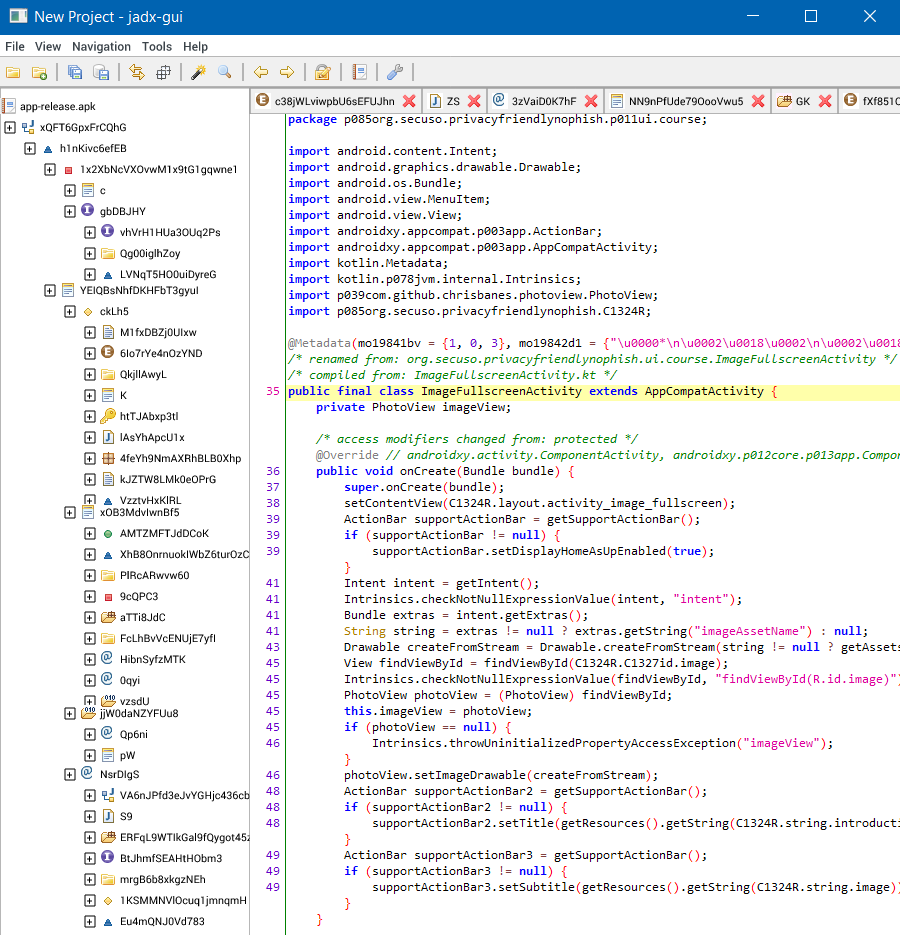 New Project - jadx-gui
File View Navigation Tools Help
app-release.apk
xQFT6GpxFrCQhG
h1nKivc6efEB
1x2XbNcVXOvwM1x9tG1gqwne1
c
gbDBJHY
vhVrH1HUa3OUq2Ps
Qg00iglhZoy
LVNqT5HO0uiDyreG
YEIQBsNhfDKHFbT3gyuI
ckLh5
M1fxDBZj0UIxw
6Io7rYe4nOzYND
QkjllAwyL
K
htTJAbxp3tl
lAsYhApcU1x
4feYh9NmAXRhBLB0Xhp
kJZTW8LMk0eOPrG
VzztvHxKlRL
xOB3MdvIwnBf5
AMTZMFTJdDCoK
XhB8OnrnuokIWbZ6turOzC
PIRcARwvw60
9cQPC3
aTTi8JdC
FcLhBvVcENUjE7yfI
HibnSyfzMTK
0qyi
vzsdU
jjW0daNZYFUu8
Qp6ni
pW
NsrDIgS
VA6nJPfd3eJvYGHjc436cb
S9
ERFqL9WTIkGaI9fQygot45z
BtJhmfSEAHtHObm3
mrgB6b8xkgzNEh
1KSMMNVlOcuq1jmnqmH
Eu4mQNJ0Vd783
c38jWLviwpbU6sEFUJhn ZS 3zVaiD0K7hF NN9nPfUde79OooVwu5 GK fXf851C
package p085org.secuso.privacyfriendlynophish.p011ui.course;
import android.content.Intent;
import android.graphics.drawable.Drawable;
import android.os.Bundle;
import android.view.MenuItem;
import android.view.View;
import androidxy.appcompat.p003app.ActionBar;
import androidxy.appcompat.p003app.AppCompatActivity;
import kotlin.Metadata;
import kotlin.p078jvm.internal.Intrinsics;
import p039com.github.chrisbanes.photoview.PhotoView;
import p085org.secuso.privacyfriendlynophish.C1324R;
@Metadata(mo19841bv = {1, 0, 3}, mo19842d1 = {"\u0000*\n\u0002\u0018\u0002\n\u0002\u0018
/* renamed from: org.secuso.privacyfriendlynophish.ui.course.ImageFullscreenActivity */
/* compiled from: ImageFullscreenActivity.kt */
35 public final class ImageFullscreenActivity extends AppCompatActivity {
private PhotoView imageView;
/* access modifiers changed from: protected */
@Override // androidxy.activity.ComponentActivity, androidxy.p012core.p013app.Compon
36 public void onCreate(Bundle bundle) {
37 super.onCreate(bundle);
38 setContentView(C1324R.layout.activity_image_fullscreen);
39 ActionBar supportActionBar = getSupportActionBar();
39 if (supportActionBar != null) {
39 supportActionBar.setDisplayHomeAsUpEnabled(true);
}
41 Intent intent = getIntent();
41 Intrinsics.checkNotNullExpressionValue(intent, "intent");
41 Bundle extras = intent.getExtras();
41 String string = extras != null ? extras.getString("imageAssetName") : null;
43 Drawable createFromStream = Drawable.createFromStream(string != null ? getAssets
45 View findViewById = findViewById(C1324R.C1327id.image);
45 Intrinsics.checkNotNullExpressionValue(findViewById, "findViewById(R.id.image)")
45 PhotoView photoView = (PhotoView) findViewById;
45 this.imageView = photoView;
45 if (photoView == null) {
46 Intrinsics.throwUninitializedPropertyAccessException("imageView");
}
46 photoView.setImageDrawable(createFromStream);
48 ActionBar supportActionBar2 = getSupportActionBar();
48 if (supportActionBar2 != null) {
48 supportActionBar2.setTitle(getResources().getString(C1324R.string.introducti
}
49 ActionBar supportActionBar3 = getSupportActionBar();
49 if (supportActionBar3 != null) {
49 supportActionBar3.setSubtitle(getResources().getString(C1324R.string.image))
}
}